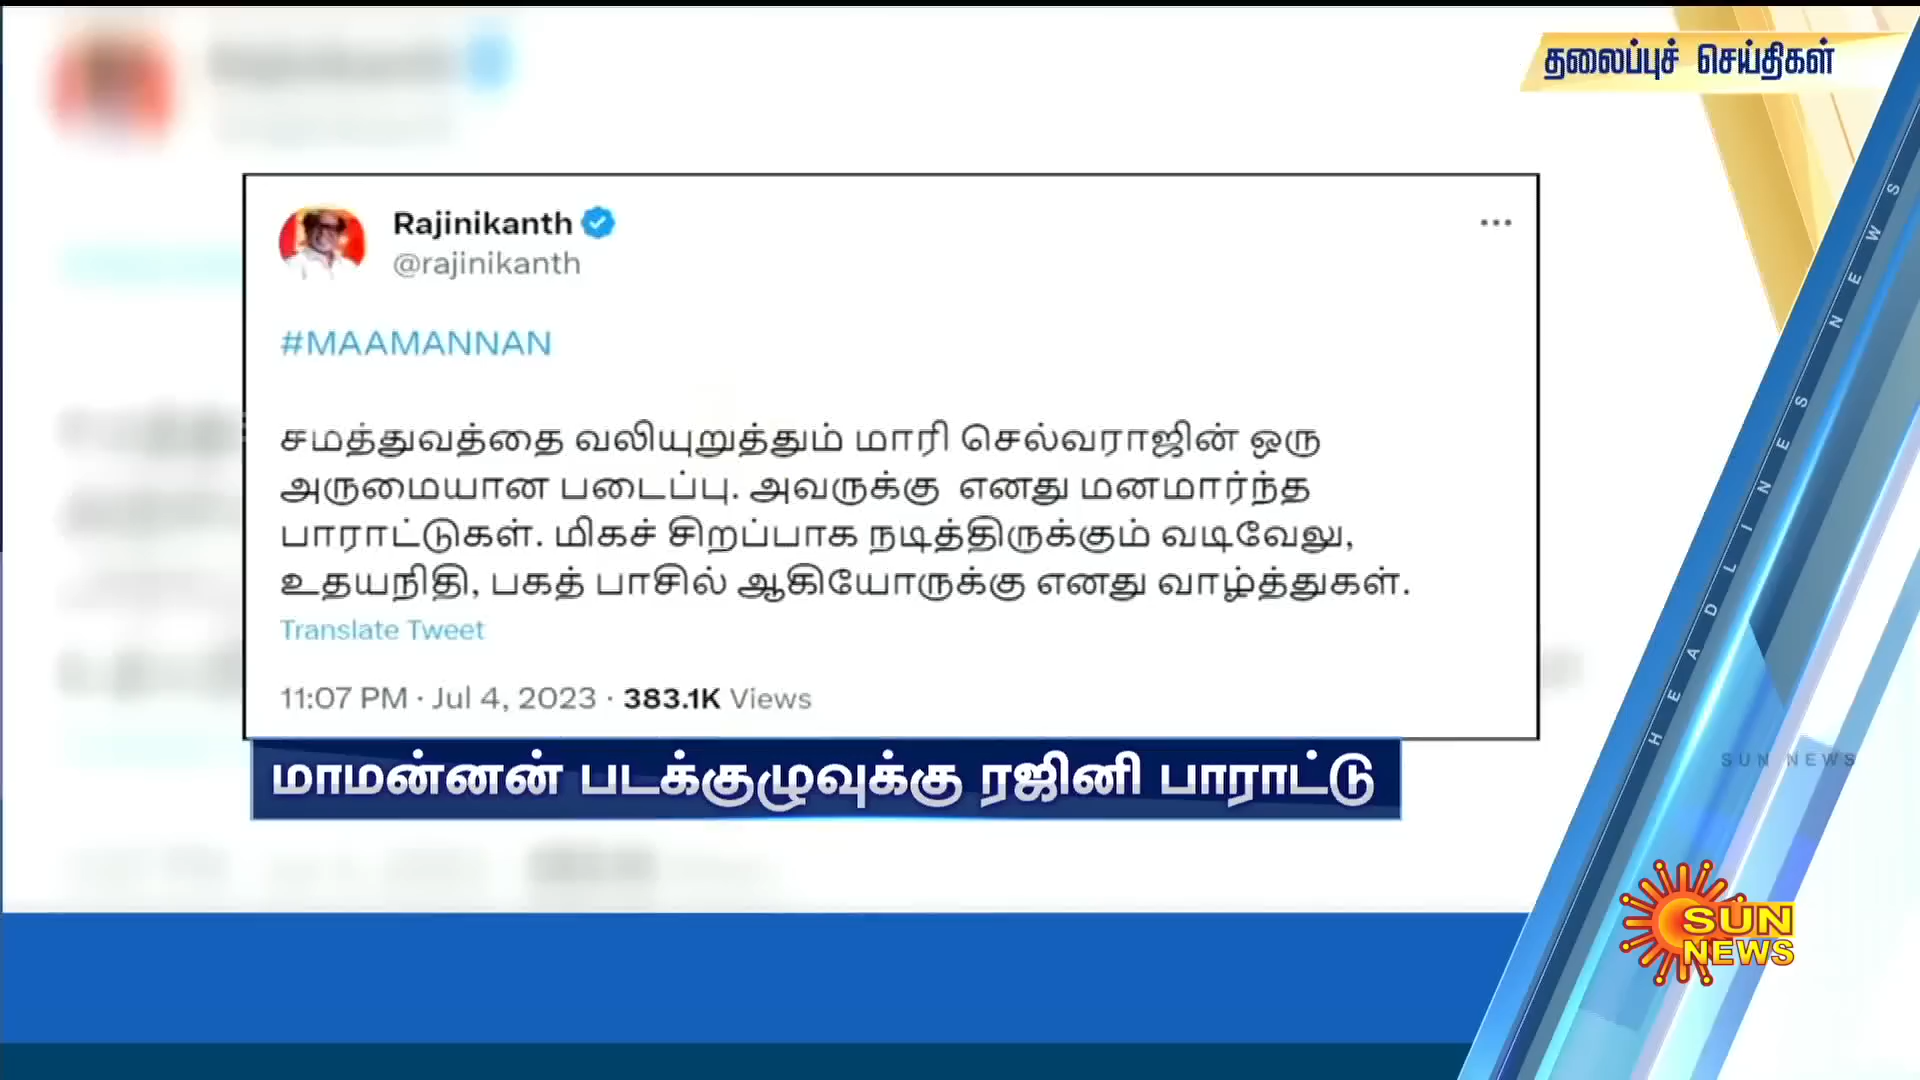 தலைப்புச் செய்திகள்
Rajinikanth
@rajinikanth
#MAAMANNAN
சமத்துவத்தை வலியுறுத்தும் மாரி செல்வராஜின் ஒரு
அருமையான படைப்பு. அவருக்கு எனது மனமார்ந்த
பாராட்டுகள். மிகச் சிறப்பாக நடித்திருக்கும் வடிவேலு,
உதயநிதி, பகத் பாசில் ஆகியோருக்கு எனது வாழ்த்துகள்.
Translate Tweet
11:07 PM · Jul 4, 2023 · 383.1K Views
மாமன்னன் படக்குழுவுக்கு ரஜினி பாராட்டு
HEADLINES NEWS
SUN NEWS
SUN
NEWS